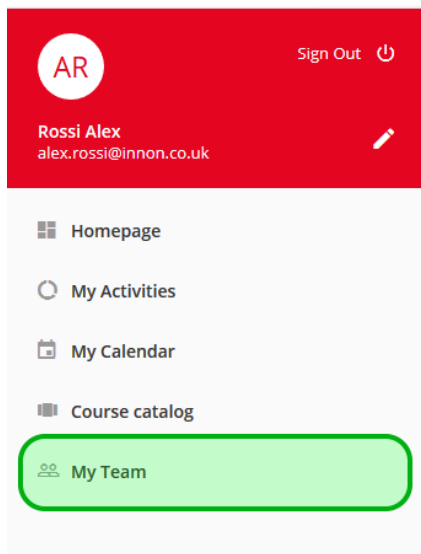 AR
Sign Out
Rossi Alex
alex.rossi@innon.co.uk
Homepage
My Activities
My Calendar
Course catalog
My Team